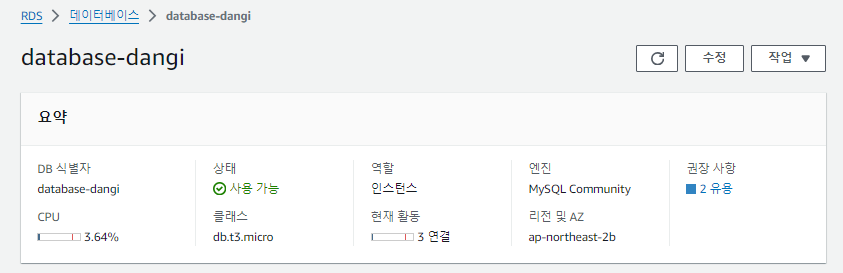 RDS > 데이터베이스 > database-dangi
database-dangi
수정
작업
요약
DB 식별자
database-dangi
상태
사용 가능
역할
인스턴스
엔진
MySQL Community
권장 사항
2 유용
CPU
3.64%
클래스
db.t3.micro
현재 활동
3 연결
리전 및 AZ
ap-northeast-2b